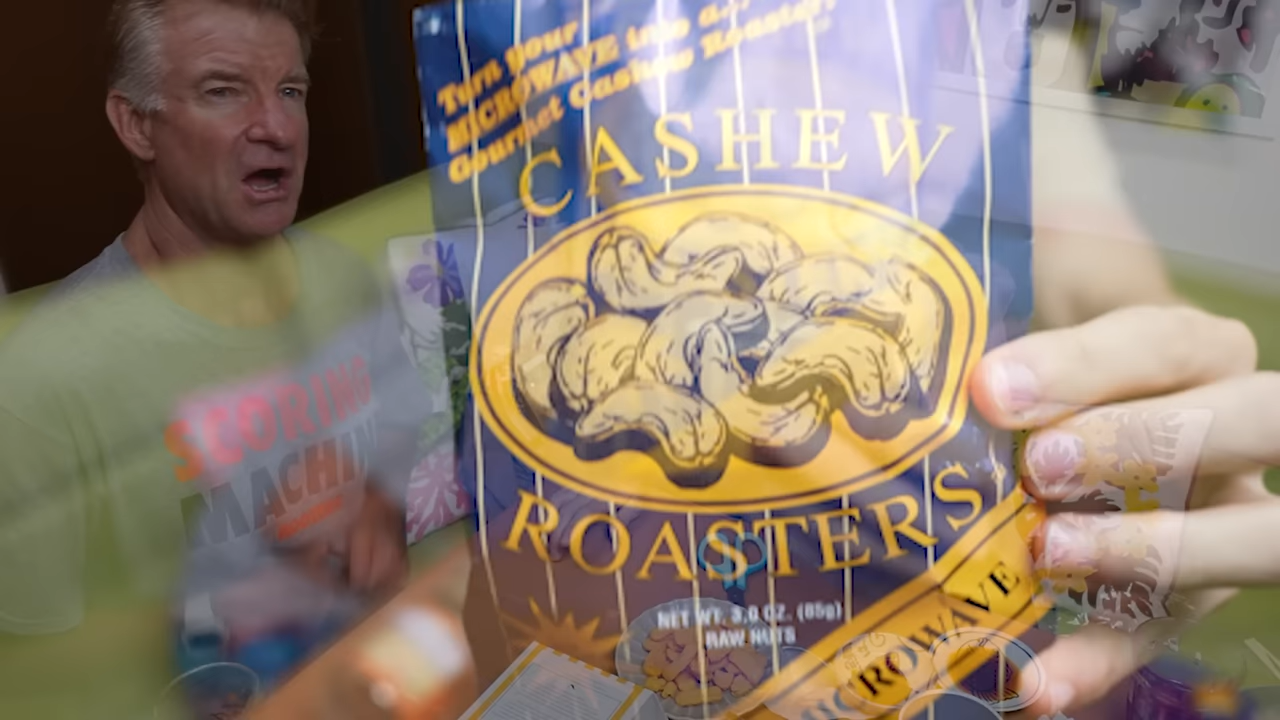 Turn your
MICROWAVE into a...
Gourmet Cashew Roaster.
CASHEW
ROASTERS
NET WT. 3.0 OZ. (85g)
RAW NUTS
MICROWAVE
SCORING
MACHIN